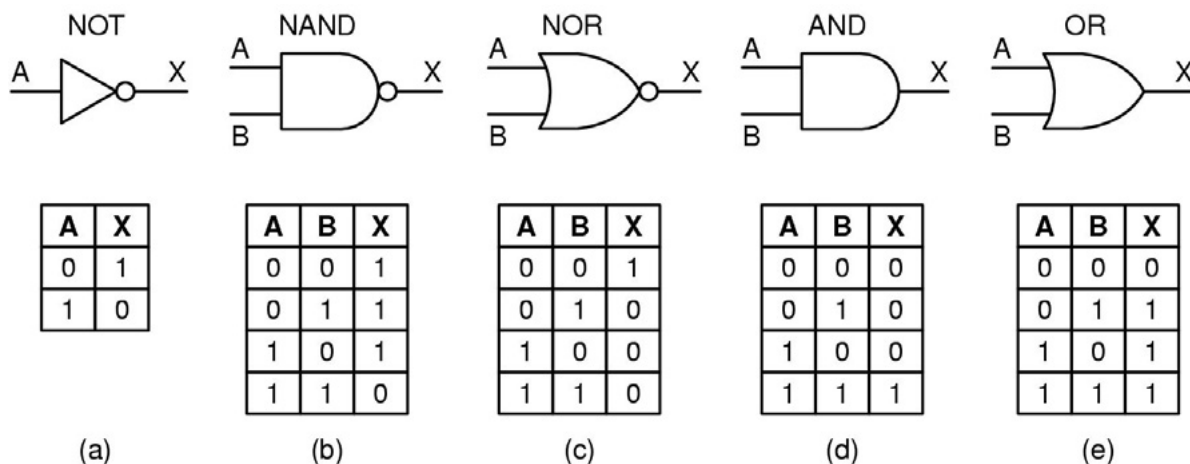 NOT NAND NOR AND OR
A X A B X A B X A B X A B X
A X A B X A B X A B X A B X
0 1 0 0 1 0 0 1 0 0 0 0 0 0
1 0 0 1 1 0 1 0 0 1 0 0 1 1
1 0 1 1 0 0 1 0 0 1 0 1
1 1 0 1 1 0 1 1 1 1 1 1
(a) (b) (c) (d) (e)